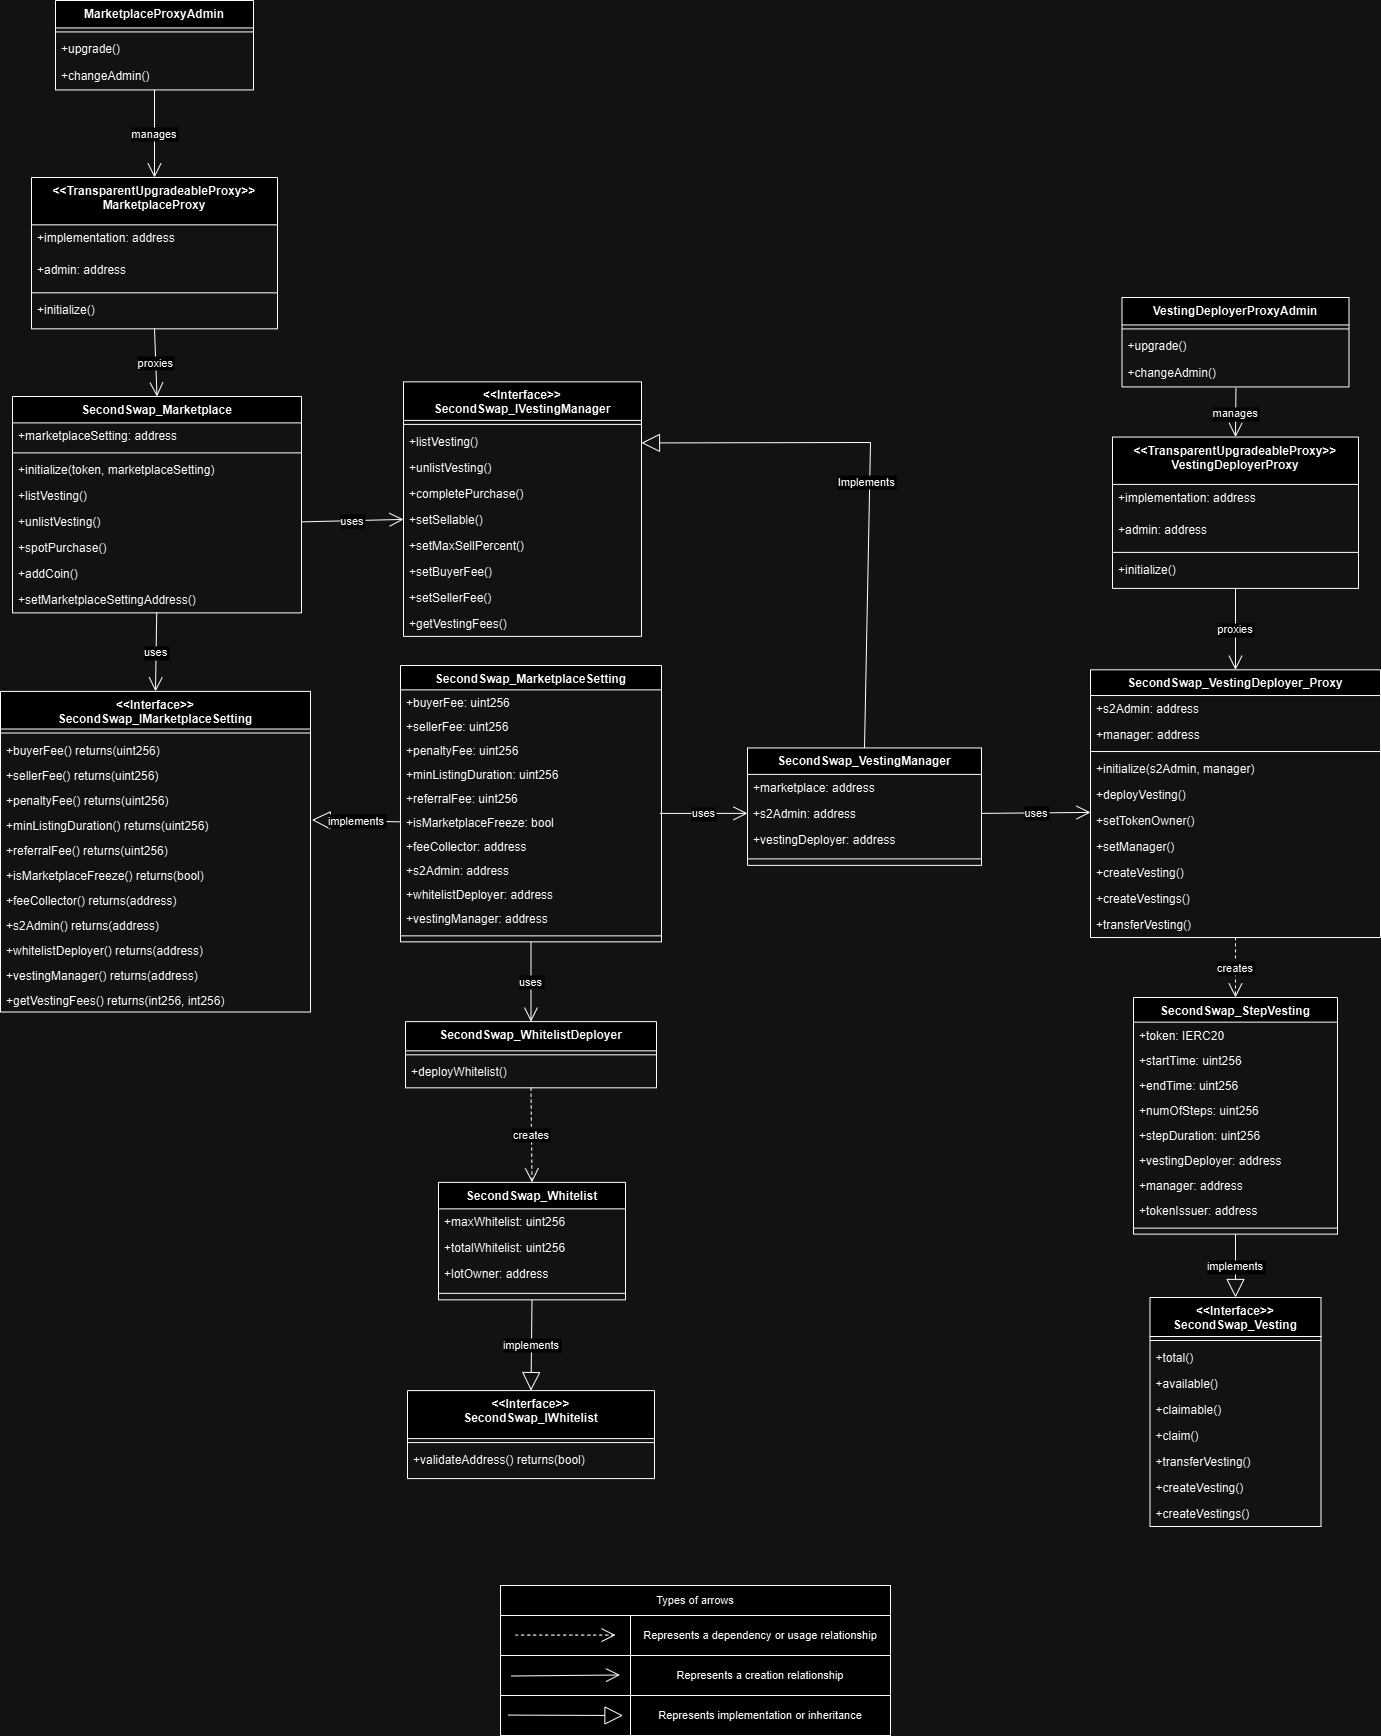 MarketplaceProxyAdmin
+upgrade()
+changeAdmin()
manages
<<TransparentUpgradeableProxy>>
MarketplaceProxy
+implementation: address
+admin: address
+initialize()
proxies
SecondSwap_Marketplace
+marketplaceSetting: address
+initialize(token, marketplaceSetting)
+listVesting()
+unlistVesting()
+spotPurchase()
+addCoin()
+setMarketplaceSettingAddress()
uses
uses
<<Interface>>
SecondSwap_IMarketplaceSetting
+buyerFee() returns(uint256)
+sellerFee() returns(uint256)
+penaltyFee() returns(uint256)
+minListingDuration() returns(uint256)
+referralFee() returns(uint256)
+isMarketplaceFreeze() returns(bool)
+feeCollector() returns(address)
+s2Admin() returns(address)
+whitelistDeployer() returns(address)
+vestingManager() returns(address)
+getVestingFees() returns(int256, int256)
<<Interface>>
SecondSwap_IVestingManager
+listVesting()
+unlistVesting()
+completePurchase()
+setSellable()
+setMaxSellPercent()
+setBuyerFee()
+setSellerFee()
+getVestingFees()
Implements
implements
SecondSwap_MarketplaceSetting
+buyerFee: uint256
+sellerFee: uint256
+penaltyFee: uint256
+minListingDuration: uint256
+referralFee: uint256
+isMarketplaceFreeze: bool
+feeCollector: address
+s2Admin: address
+whitelistDeployer: address
+vestingManager: address
uses
uses
SecondSwap_WhitelistDeployer
+deployWhitelist()
creates
SecondSwap_Whitelist
+maxWhitelist: uint256
+totalWhitelist: uint256
+lotOwner: address
implements
<<Interface>>
SecondSwap_IWhitelist
+validateAddress() returns(bool)
SecondSwap_VestingManager
+marketplace: address
+s2Admin: address
+vestingDeployer: address
uses
VestingDeployerProxyAdmin
+upgrade()
+changeAdmin()
manages
<<TransparentUpgradeableProxy>>
VestingDeployerProxy
+implementation: address
+admin: address
+initialize()
proxies
SecondSwap_VestingDeployer_Proxy
+s2Admin: address
+manager: address
+initialize(s2Admin, manager)
+deployVesting()
+setTokenOwner()
+setManager()
+createVesting()
+createVestings()
+transferVesting()
creates
SecondSwap_StepVesting
+token: IERC20
+startTime: uint256
+endTime: uint256
+numOfSteps: uint256
+stepDuration: uint256
+vestingDeployer: address
+manager: address
+tokenIssuer: address
implements
<<Interface>>
SecondSwap_Vesting
+total()
+available()
+claimable()
+claim()
+transferVesting()
+createVesting()
+createVestings()
Types of arrows
Represents a dependency or usage relationship
Represents a creation relationship
Represents implementation or inheritance